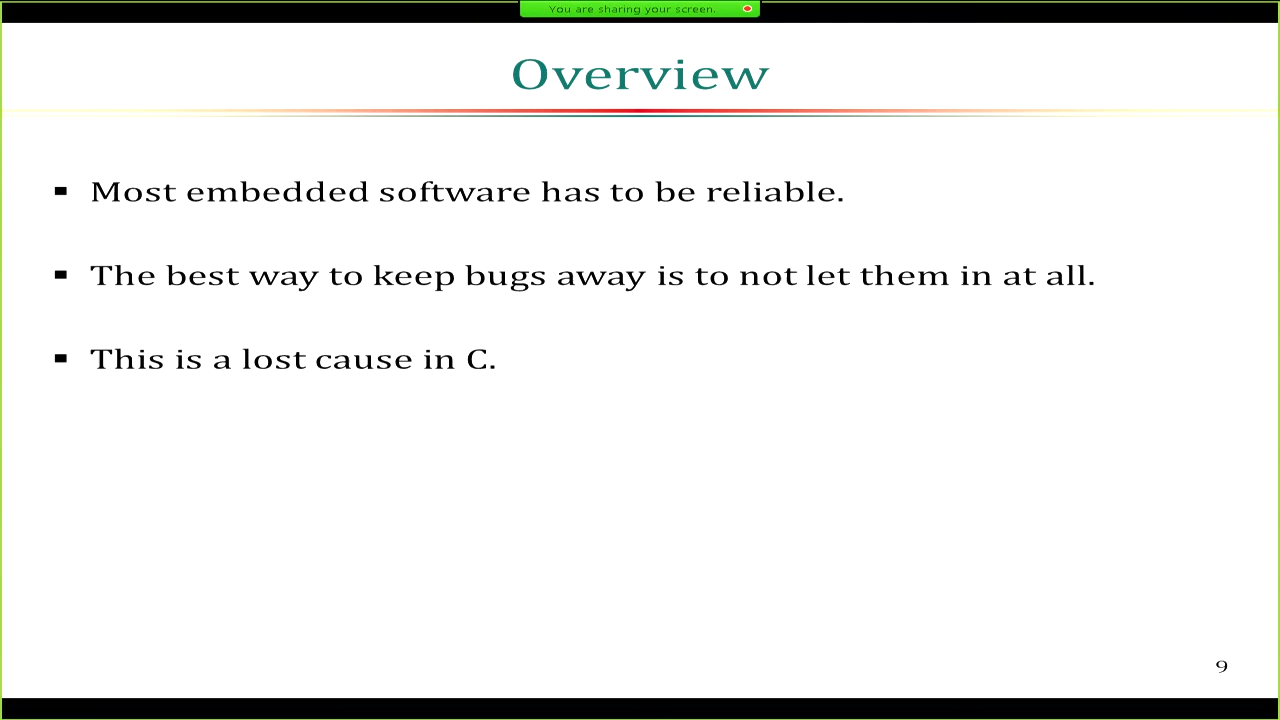 You are sharing your screen.
Overview
Most embedded software has to be reliable.
The best way to keep bugs away is to not let them in at all.
This is a lost cause in C.
9